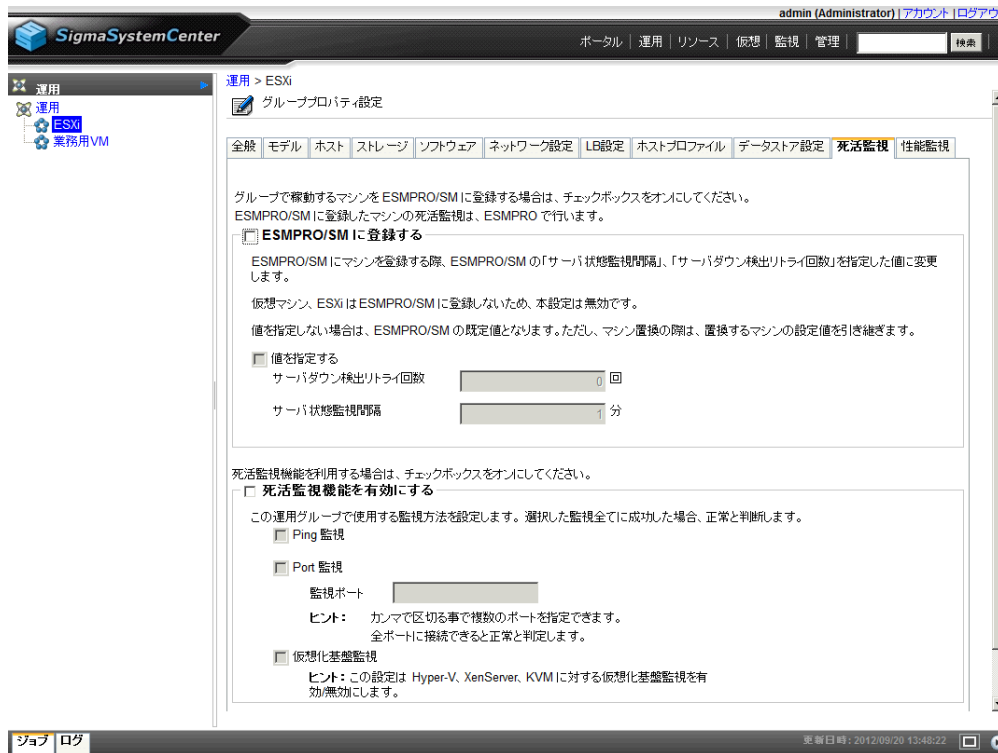 admin (Administrator) | アカウント | ログアウ
SigmaSystemCenter
ポータル | 運用 | リソース | 仮想 | 監視 | 管理 | 検索 |
運用
運用
ESXi
業務用VM
運用 > ESXi
グループプロパティ設定
全般 モデル ホスト ストレージ ソフトウェア ネットワーク設定 LB設定 ホストプロファイル データストア設定 死活監視 性能監視
グループで稼動するマシンを ESMPRO/SM に登録する場合は、チェックボックスをオンにしてください。
ESMPRO/SM に登録したマシンの死活監視は、ESMPRO で行います。
ESMPRO/SM に登録する
ESMPRO/SM にマシンを登録する際、ESMPRO/SM の「サーバ状態監視間隔」、「サーバダウン検出リトライ回数」を指定した値に変更
します。
仮想マシン、ESXi は ESMPRO/SM に登録しないため、本設定は無効です。
値を指定しない場合は、ESMPRO/SM の既定値となります。ただし、マシン置換の際は、置換するマシンの設定値を引き継ぎます。
値を指定する
サーバダウン検出リトライ回数 0 回
サーバ状態監視間隔 1 分
死活監視機能を利用する場合は、チェックボックスをオンにしてください。
死活監視機能を有効にする
この運用グループで使用する監視方法を設定します。選択した監視全てに成功した場合、正常と判断します。
Ping 監視
Port 監視
監視ポート
ヒント： カンマで区切る事で複数のポートを指定できます。
全ポートに接続できると正常と判定します。
仮想化基盤監視
ヒント：この設定は Hyper-V、XenServer、KVM に対する仮想化基盤監視を有
効/無効にします。
ジョブ ログ
更新日時 : 2012/09/20 13:48:22